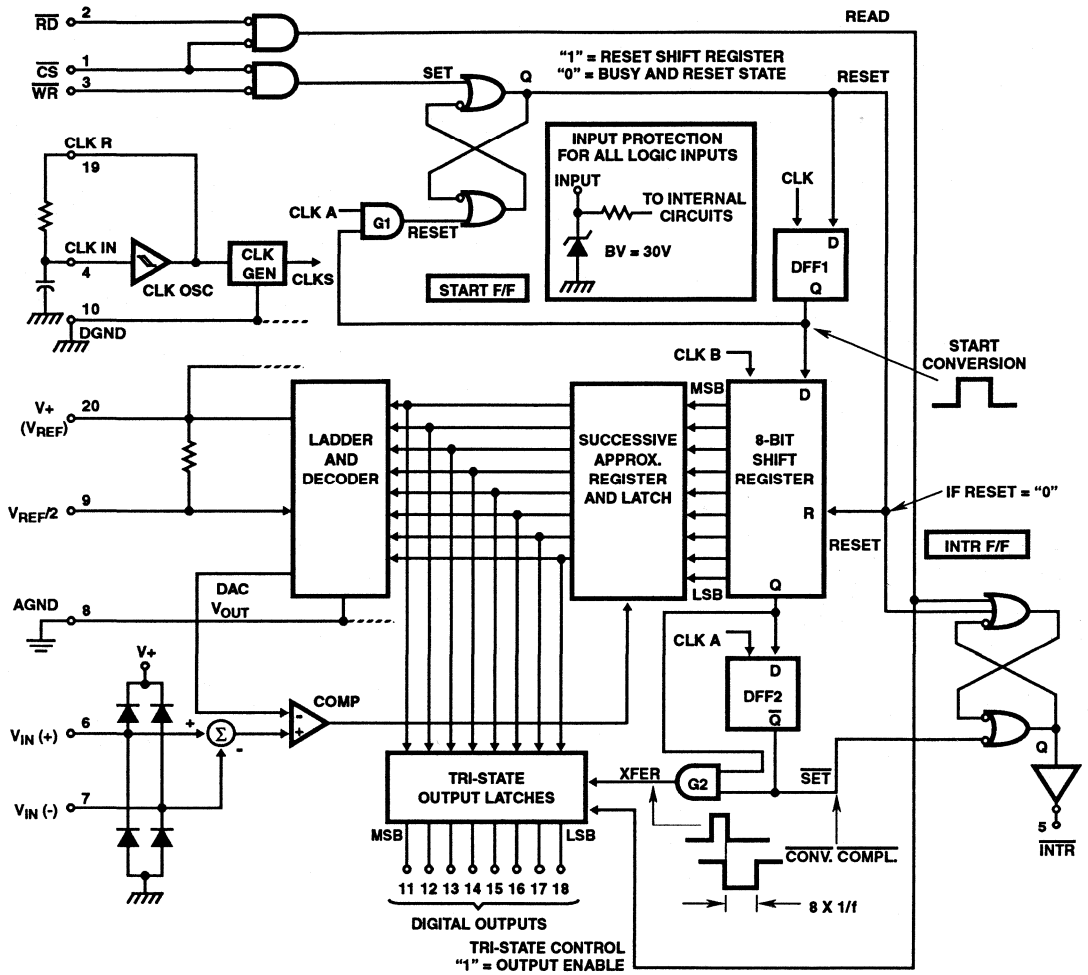 RD 2
READ
CS 1
WR 3
"1" = RESET SHIFT REGISTER
"0" = BUSY AND RESET STATE
SET
Q
RESET
CLK R
19
INPUT PROTECTION
FOR ALL LOGIC INPUTS
INPUT
TO INTERNAL
CIRCUITS
BV = 30V
CLK
D
DFF1
Q
CLK A
G1
RESET
START F/F
CLK IN
4
CLK OSC
CLK
GEN
CLKS
10
DGND
START
CONVERSION
CLK B
D
8-BIT
SHIFT
REGISTER
R
Q
MSB
LSB
SUCCESSIVE
APPROX.
REGISTER
AND LATCH
LADDER
AND
DECODER
V+
(VREF)
20
VREF/2
9
IF RESET = "0"
RESET
INTR F/F
DAC
VOUT
AGND
8
CLK A
D
DFF2
Q
V+
COMP
-
+
VIN (+)
6
+
Σ
-
VIN (-)
7
TRI-STATE
OUTPUT LATCHES
MSB
LSB
XFER
G2
SET
Q
5
INTR
CONV. COMPL.
8 X 1/f
11 12 13 14 15 16 17 18
DIGITAL OUTPUTS
TRI-STATE CONTROL
"1" = OUTPUT ENABLE